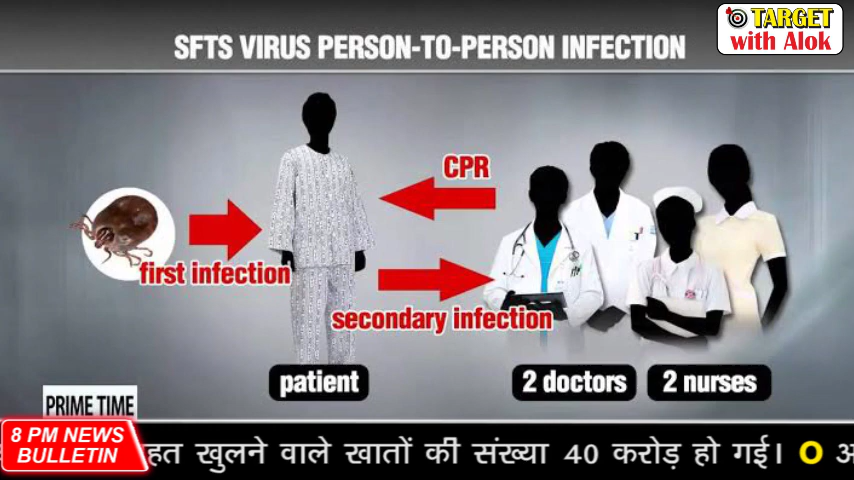 TARGET
with Alok
SFTS VIRUS PERSON-TO-PERSON INFECTION
CPR
first infection
secondary infection
patient
2 doctors
2 nurses
PRIME TIME
8 PM NEWS
BULLETIN
खुलने वाले खातों की संख्या 40 करोड़ हो गई।